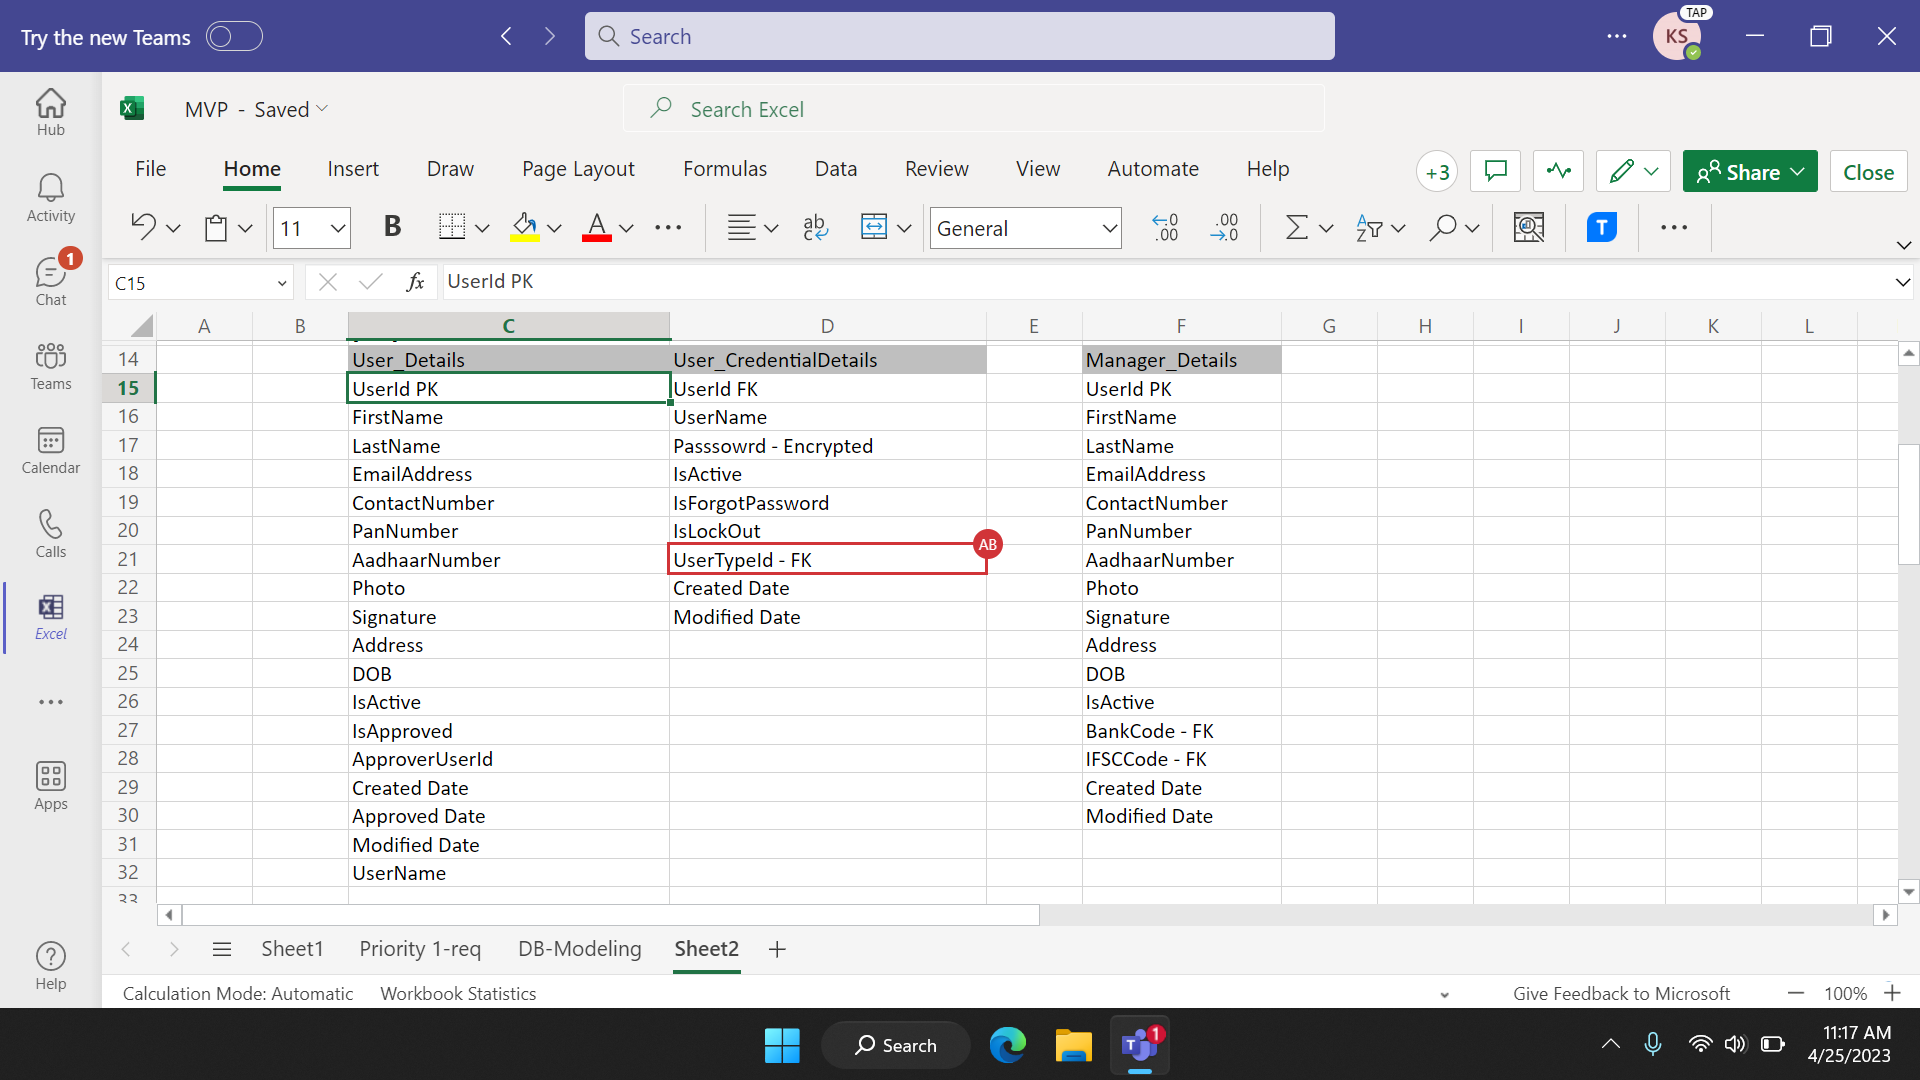 Try the new Teams
Search
TAP
KS
Hub
Activity
1
Chat
Teams
Calendar
Calls
Excel
Apps
Help
MVP - Saved
Search Excel
File Home Insert Draw Page Layout Formulas Data Review View Automate Help
+3
Share
Close
11
B
A
ab
General
.00
.00
C15
fx
UserId PK
A B C D E F G H I J K L
14 User_Details User_CredentialDetails Manager_Details
15 UserId PK UserId FK UserId PK
16 FirstName UserName FirstName
17 LastName Passsowrd - Encrypted LastName
18 EmailAddress IsActive EmailAddress
19 ContactNumber IsForgotPassword ContactNumber
20 PanNumber IsLockOut PanNumber
AB
21 AadhaarNumber UserTypeId - FK AadhaarNumber
22 Photo Created Date Photo
23 Signature Modified Date Signature
24 Address Address
25 DOB DOB
26 IsActive IsActive
27 IsApproved BankCode - FK
28 ApproverUserId IFSCCode - FK
29 Created Date Created Date
30 Approved Date Modified Date
31 Modified Date
32 UserName
33
Sheet1 Priority 1-req DB-Modeling Sheet2
Calculation Mode: Automatic Workbook Statistics
Give Feedback to Microsoft
100%
Search
1
11:17 AM
4/25/2023